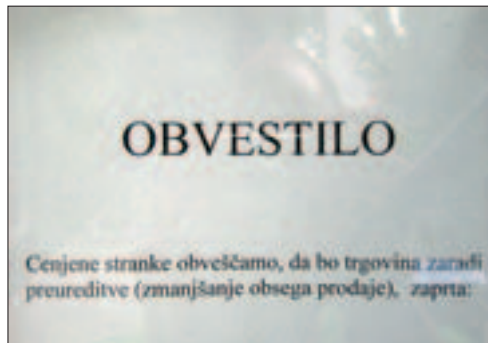 OBVESTILO
Cenjene stranke obveščamo, da bo trgovina zaradi
preureditve (zmanjšanje obsega prodaje), zaprta: